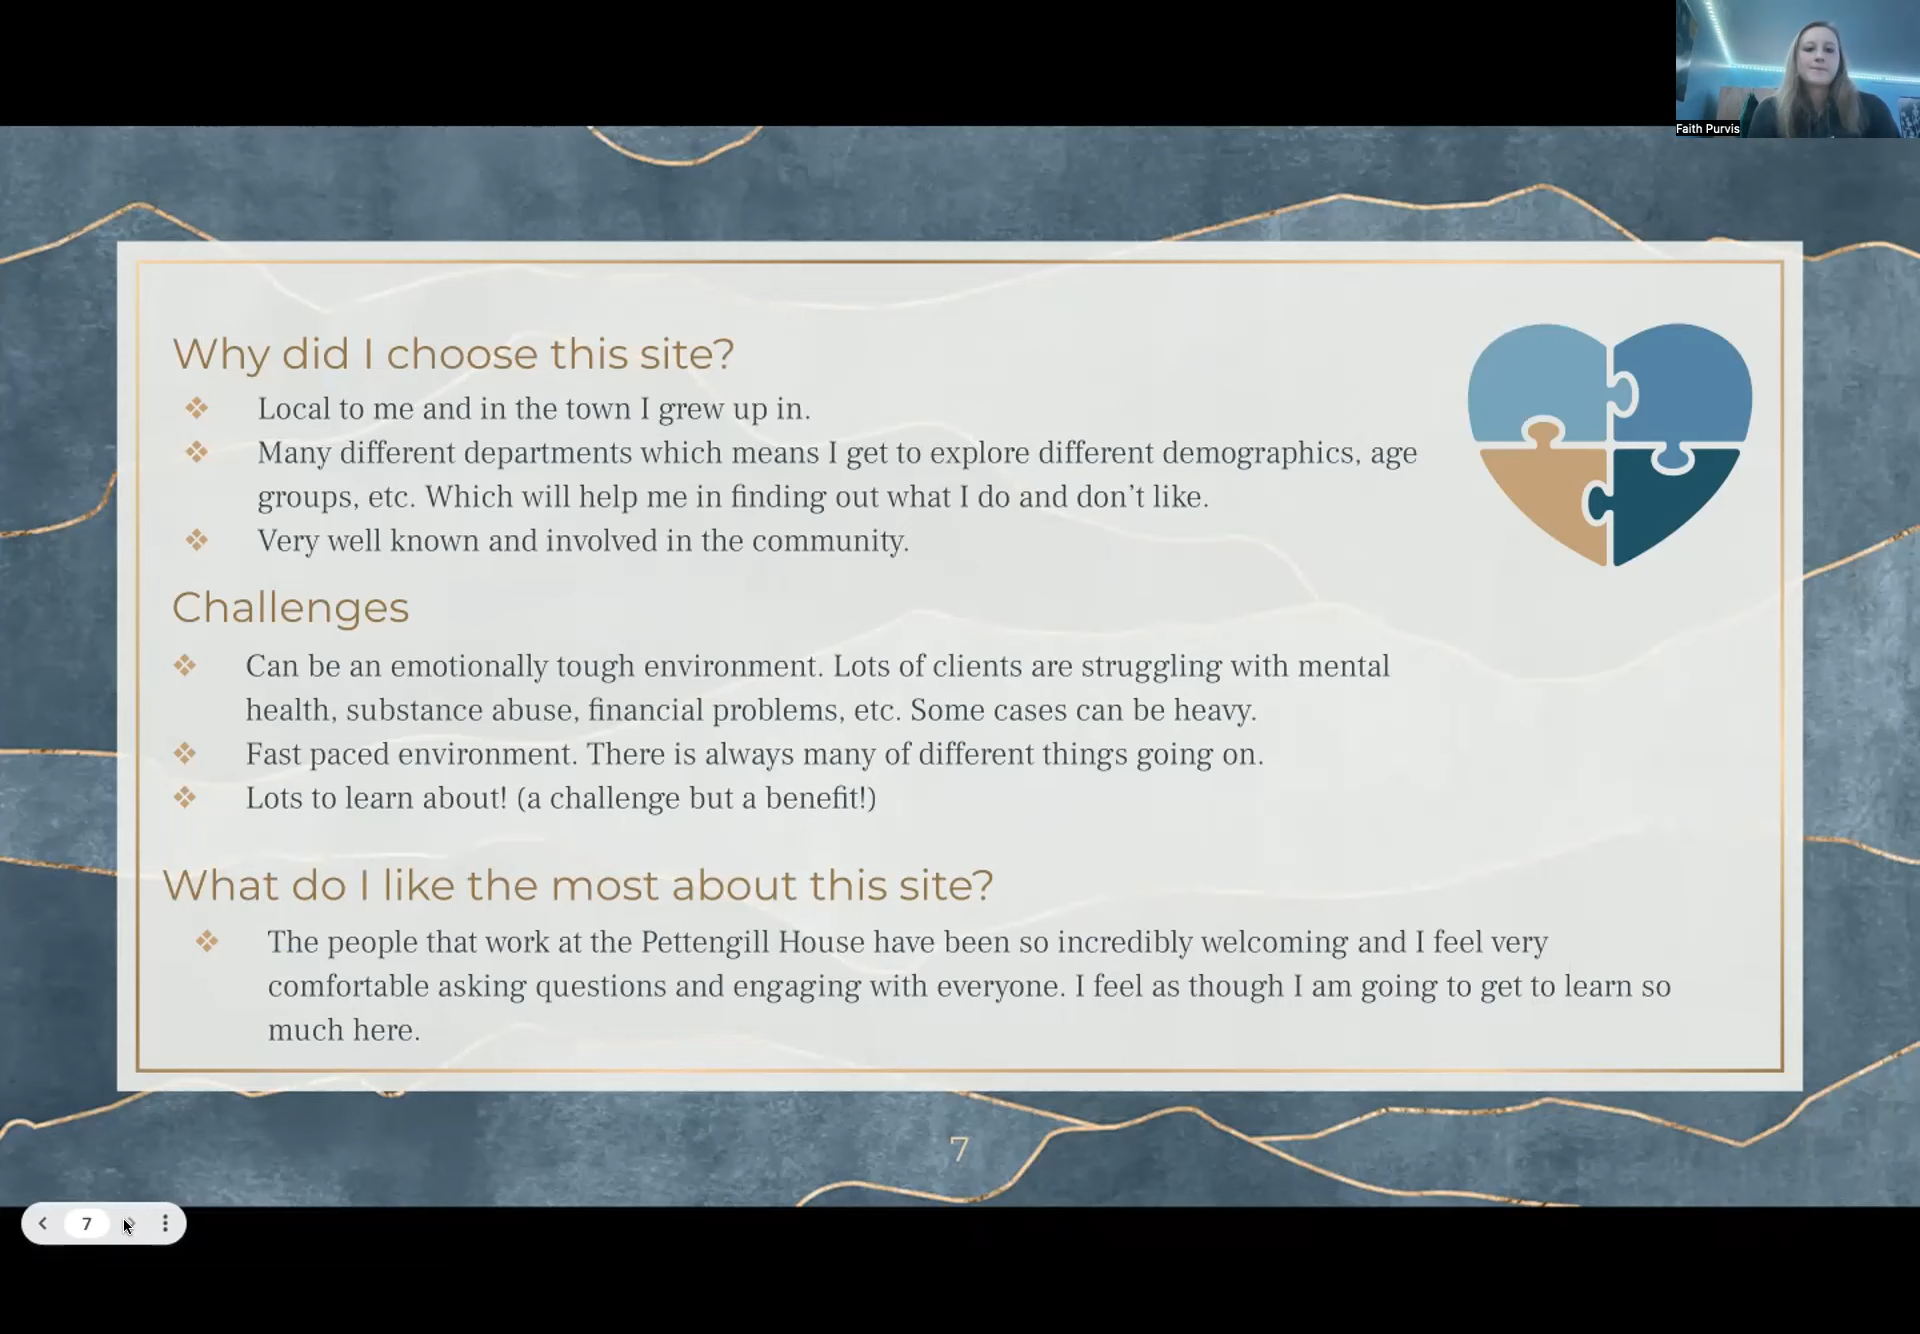 Faith Purvis
Why did I choose this site?
Local to me and in the town I grew up in.
Many different departments which means I get to explore different demographics, age
groups, etc. Which will help me in finding out what I do and don’t like.
Very well known and involved in the community.
Challenges
Can be an emotionally tough environment. Lots of clients are struggling with mental
health, substance abuse, financial problems, etc. Some cases can be heavy.
Fast paced environment. There is always many of different things going on.
Lots to learn about! (a challenge but a benefit!)
What do I like the most about this site?
The people that work at the Pettengill House have been so incredibly welcoming and I feel very
comfortable asking questions and engaging with everyone. I feel as though I am going to get to learn so
much here.
7
7